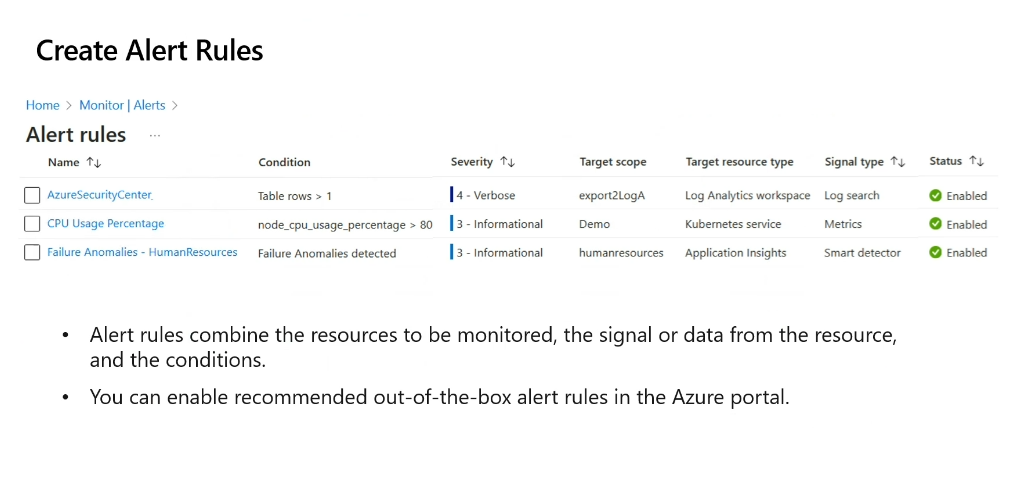 Create Alert Rules
Home > Monitor | Alerts >
Alert rules ...
Name ↑↓ Condition Severity ↑↓ Target scope Target resource type Signal type ↑↓ Status ↑↓
AzureSecurityCenter. Table rows > 1 4 - Verbose export2LogA Log Analytics workspace Log search Enabled
CPU Usage Percentage node_cpu_usage_percentage > 80 3 - Informational Demo Kubernetes service Metrics Enabled
Failure Anomalies - HumanResources Failure Anomalies detected 3 - Informational humanresources Application Insights Smart detector Enabled
• Alert rules combine the resources to be monitored, the signal or data from the resource,
and the conditions.
• You can enable recommended out-of-the-box alert rules in the Azure portal.